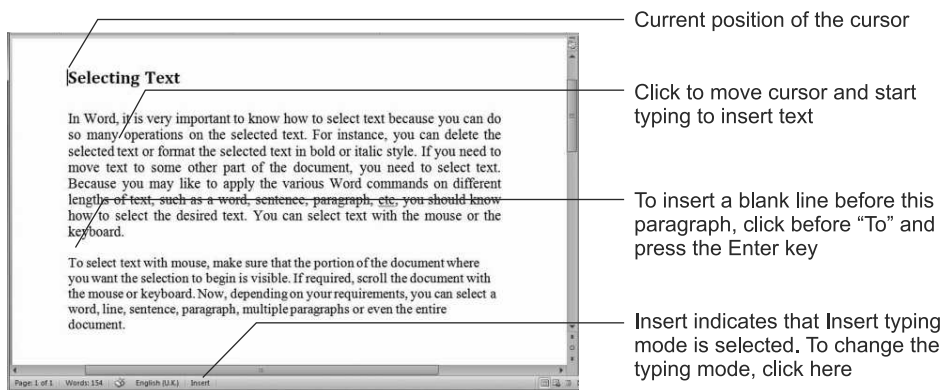 Current position of the cursor
Selecting Text
Click to move cursor and start
typing to insert text
In Word, it is very important to know how to select text because you can do
so many operations on the selected text. For instance, you can delete the
selected text or format the selected text in bold or italic style. If you need to
move text to some other part of the document, you need to select text.
Because you may like to apply the various Word commands on different
lengths of text, such as a word, sentence, paragraph, etc, you should know
how to select the desired text. You can select text with the mouse or the
keyboard.
To insert a blank line before this
paragraph, click before “To” and
press the Enter key
To select text with mouse, make sure that the portion of the document where
you want the selection to begin is visible. If required, scroll the document with
the mouse or keyboard. Now, depending on your requirements, you can select a
word, line, sentence, paragraph, multiple paragraphs or even the entire
document.
Insert indicates that Insert typing
mode is selected. To change the
typing mode, click here
Page: 1 of 1 Words: 154 English (U.K.) Insert